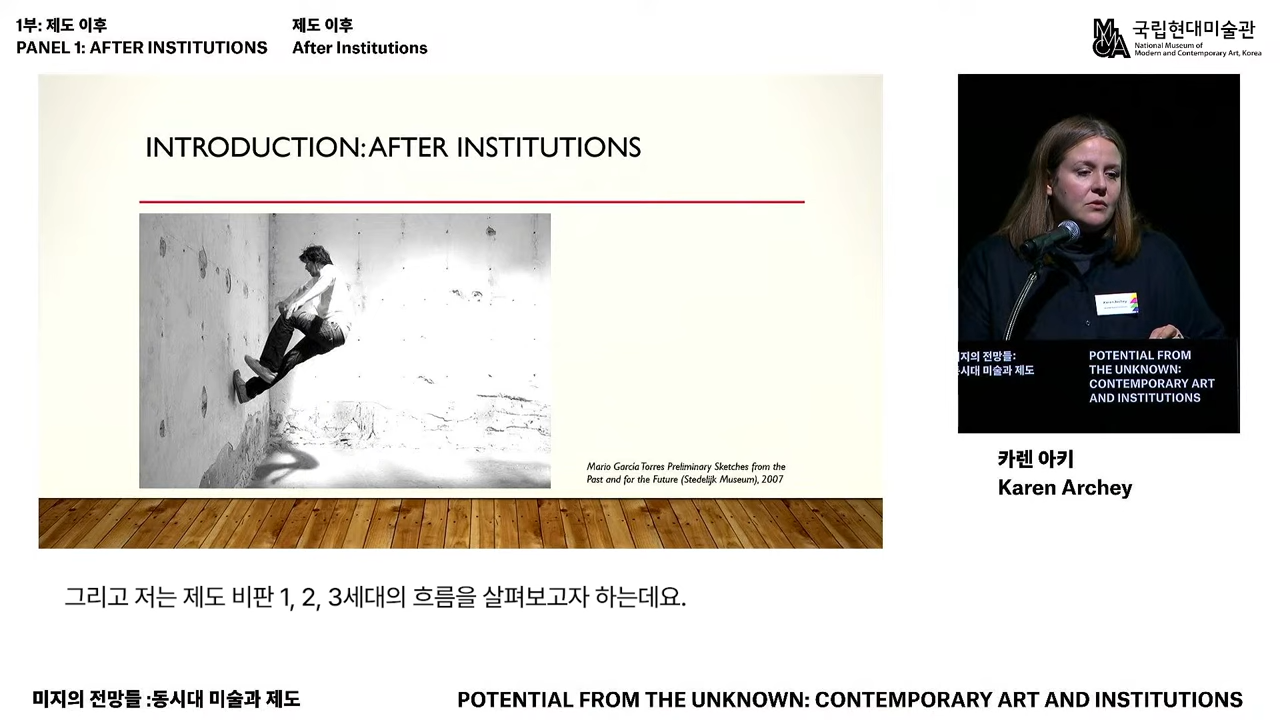 1부: 제도 이후
PANEL 1: AFTER INSTITUTIONS
제도 이후
After Institutions
국립현대미술관
National Museum of
Modern and Contemporary Art, Korea
INTRODUCTION: AFTER INSTITUTIONS
Mario García Torres Preliminary Sketches from the
Past and for the Future (Stedelijk Museum), 2007
Karen Archey
지의 전망들:
시대 미술과 제도
POTENTIAL FROM
THE UNKNOWN:
CONTEMPORARY ART
AND INSTITUTIONS
카렌 아키
Karen Archey
그리고 저는 제도 비판 1, 2, 3세대의 흐름을 살펴보고자 하는데요.
미지의 전망들 :동시대 미술과 제도
POTENTIAL FROM THE UNKNOWN: CONTEMPORARY ART AND INSTITUTIONS